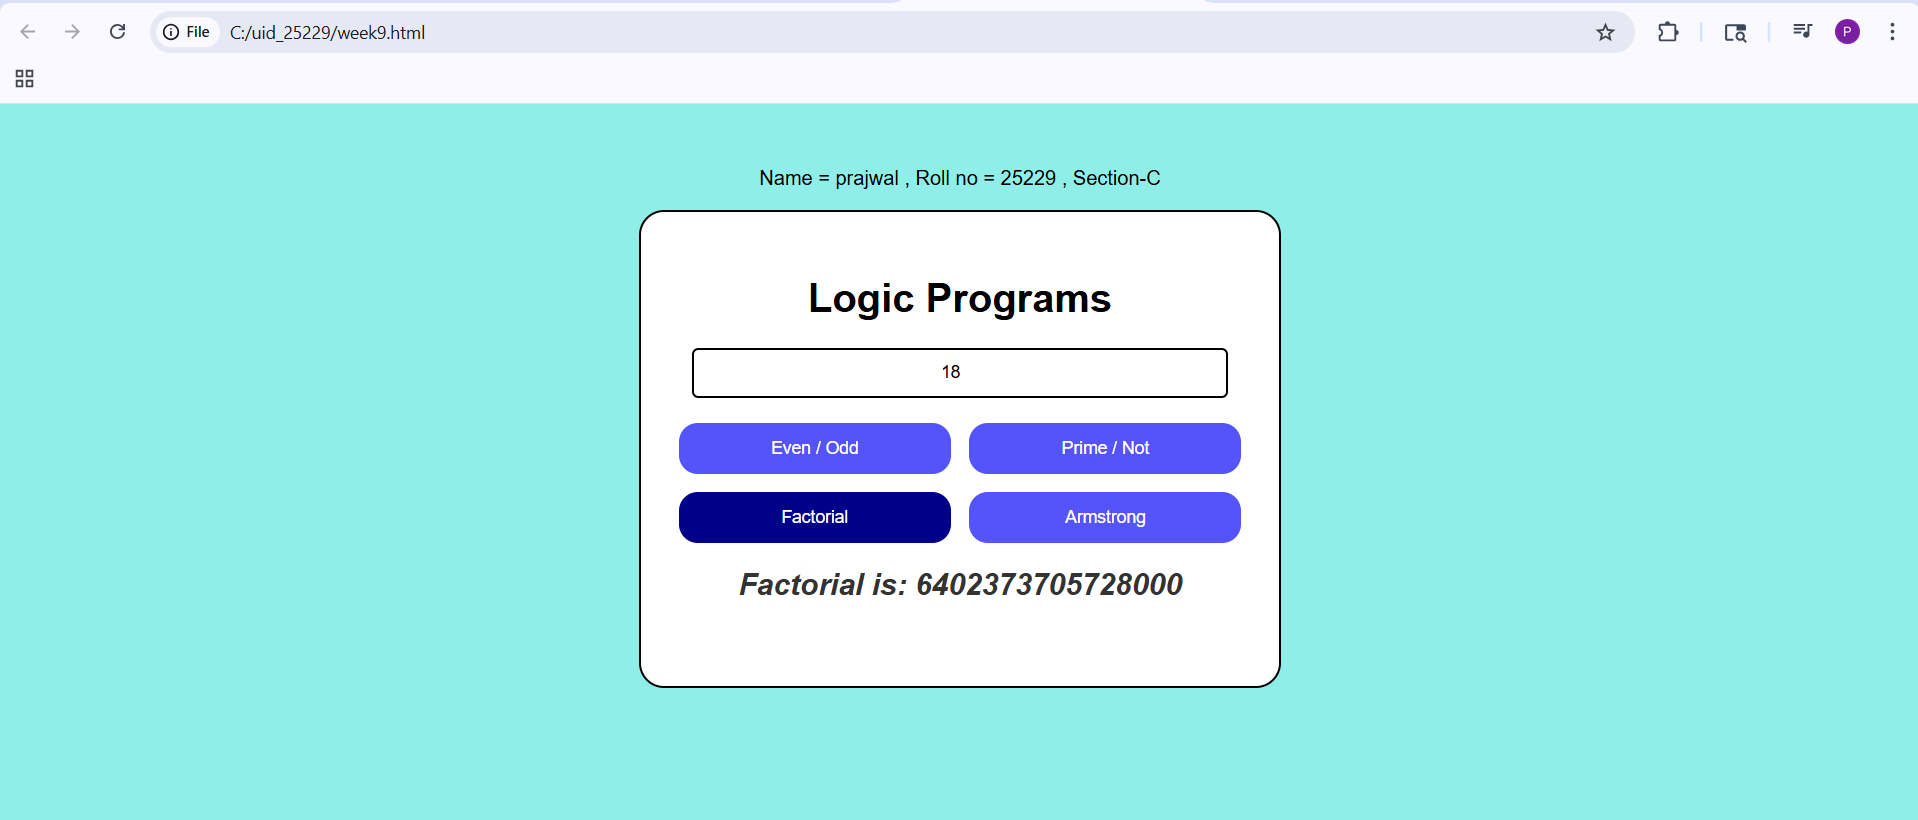 File C:/uid_25229/week9.html
P
Name = prajwal , Roll no = 25229 , Section-C
Logic Programs
18
Even / Odd Prime / Not
Factorial Armstrong
Factorial is: 6402373705728000